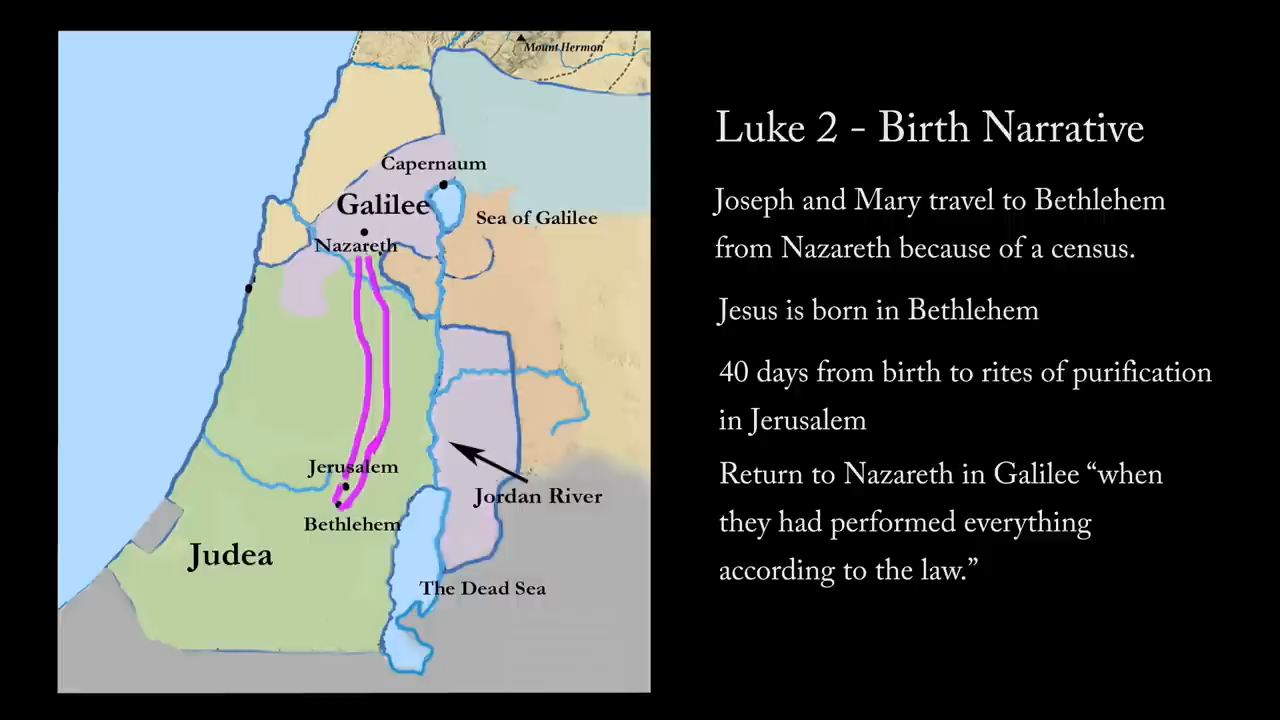 Mount Hermon
Capernaum
Galilee
Sea of Galilee
Nazareth
Jerusalem
Jordan River
Bethlehem
Judea
The Dead Sea
Luke 2 - Birth Narrative
Joseph and Mary travel to Bethlehem
from Nazareth because of a census.
Jesus is born in Bethlehem
40 days from birth to rites of purification
in Jerusalem
Return to Nazareth in Galilee “when
they had performed everything
according to the law.”